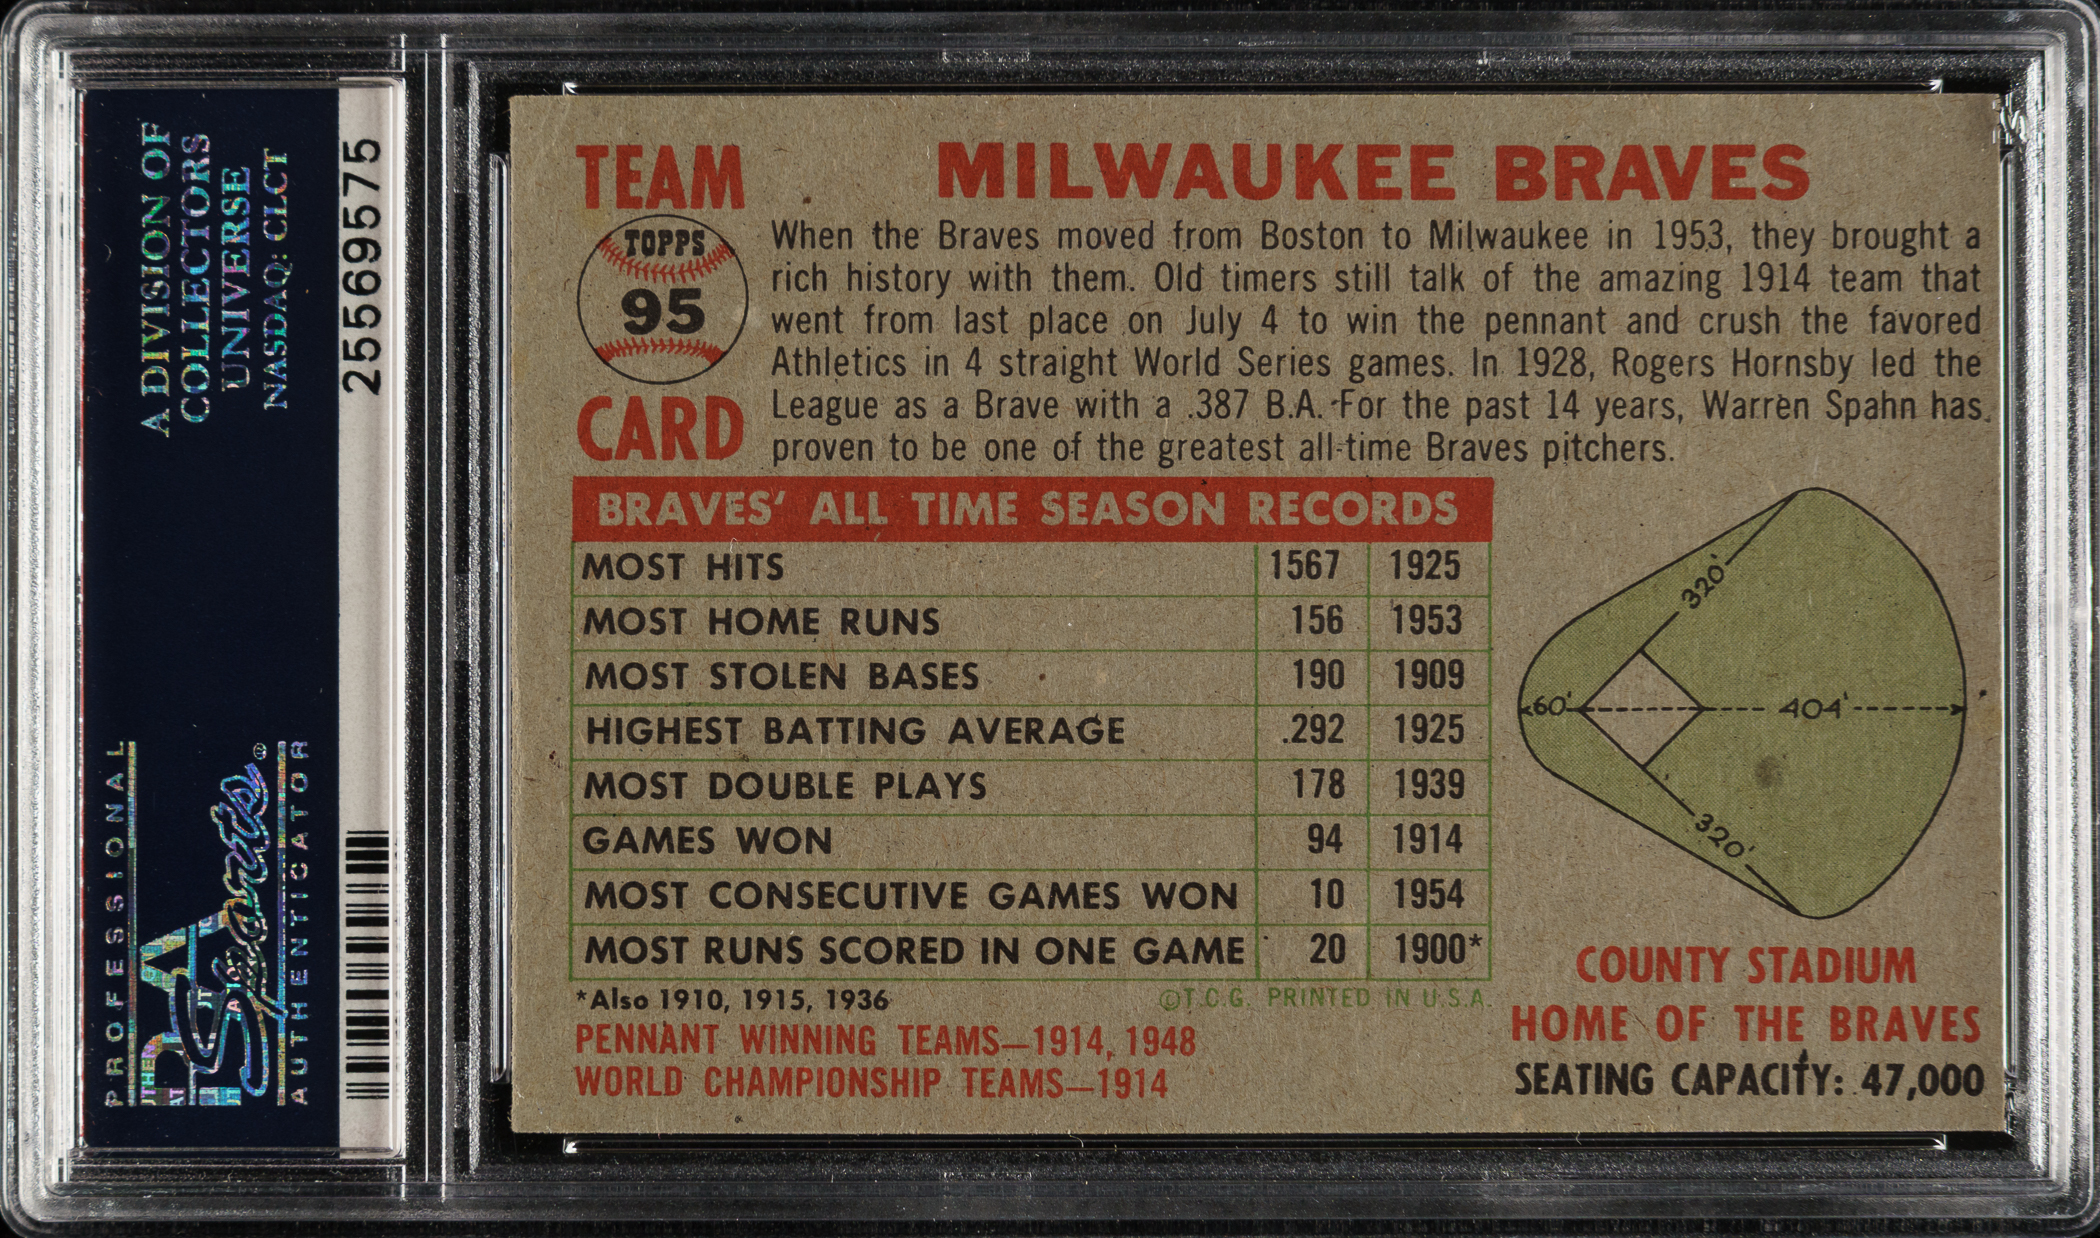 A DIVISION OF
COLLECTORS
UNIVERSE
NASDAQ: CLCT
25569575
PROFESSIONAL
PSA
Sports®
AUTHENTICATOR
TEAM
TOPPS
95
CARD
MILWAUKEE BRAVES
When the Braves moved from Boston to Milwaukee in 1953, they brought a
rich history with them. Old timers still talk of the amazing 1914 team that
went from last place on July 4 to win the pennant and crush the favored
Athletics in 4 straight World Series games. In 1928, Rogers Hornsby led the
League as a Brave with a .387 B.A. For the past 14 years, Warren Spahn has
proven to be one of the greatest all-time Braves pitchers.
BRAVES' ALL TIME SEASON RECORDS
MOST HITS 1567 1925
MOST HOME RUNS 156 1953
MOST STOLEN BASES 190 1909
HIGHEST BATTING AVERAGE .292 1925
MOST DOUBLE PLAYS 178 1939
GAMES WON 94 1914
MOST CONSECUTIVE GAMES WON 10 1954
MOST RUNS SCORED IN ONE GAME 20 1900*
*Also 1910, 1915, 1936
©T.C.G. PRINTED IN U.S.A.
PENNANT WINNING TEAMS—1914, 1948
WORLD CHAMPIONSHIP TEAMS—1914
320'
60'
404'
320'
COUNTY STADIUM
HOME OF THE BRAVES
SEATING CAPACITY: 47,000